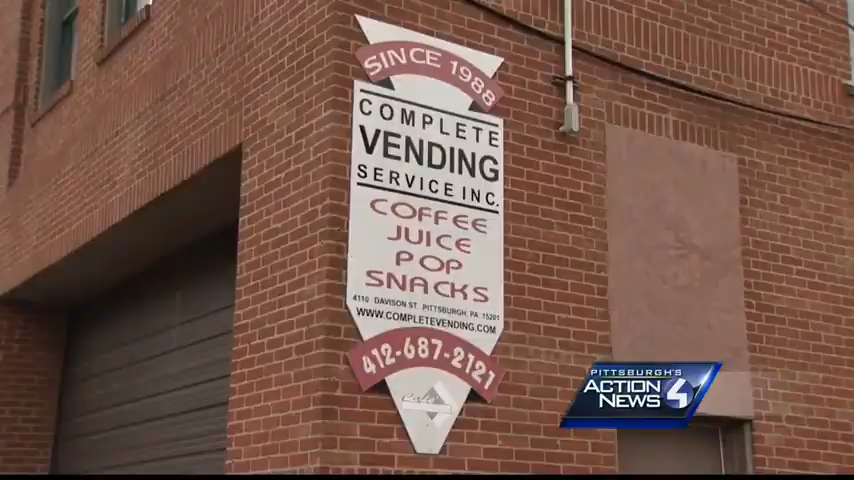 SINCE 1988
COMPLETE
VENDING
SERVICE INC.
COFFEE
JUICE
POP
SNACKS
4110 DAVISON ST. PITTSBURGH, PA 15201
WWW.COMPLETEVENDING.COM
412-687-2121
PITTSBURGH'S
ACTION
NEWS 4